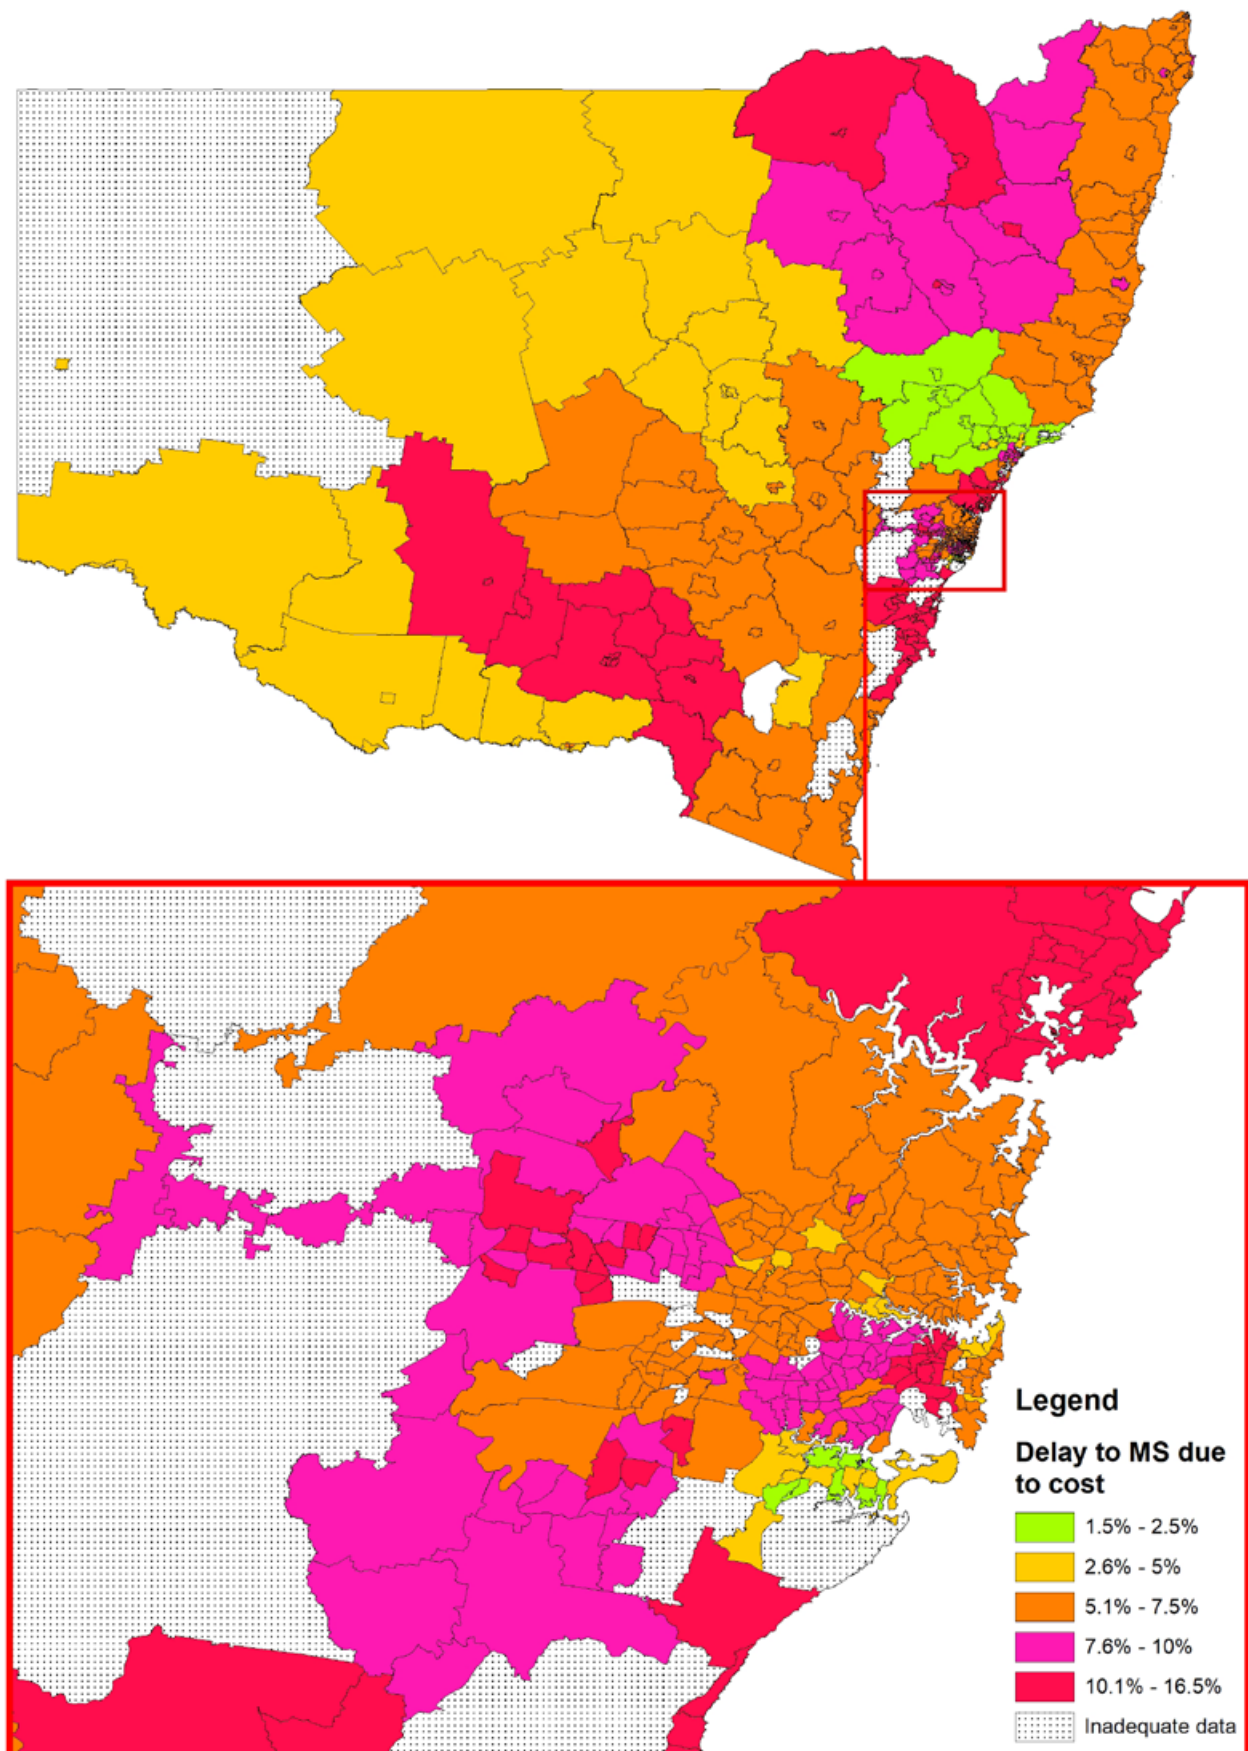 Legend
Delay to MS due
to cost
1.5% - 2.5%
2.6% - 5%
5.1% - 7.5%
7.6% - 10%
10.1% - 16.5%
Inadequate data